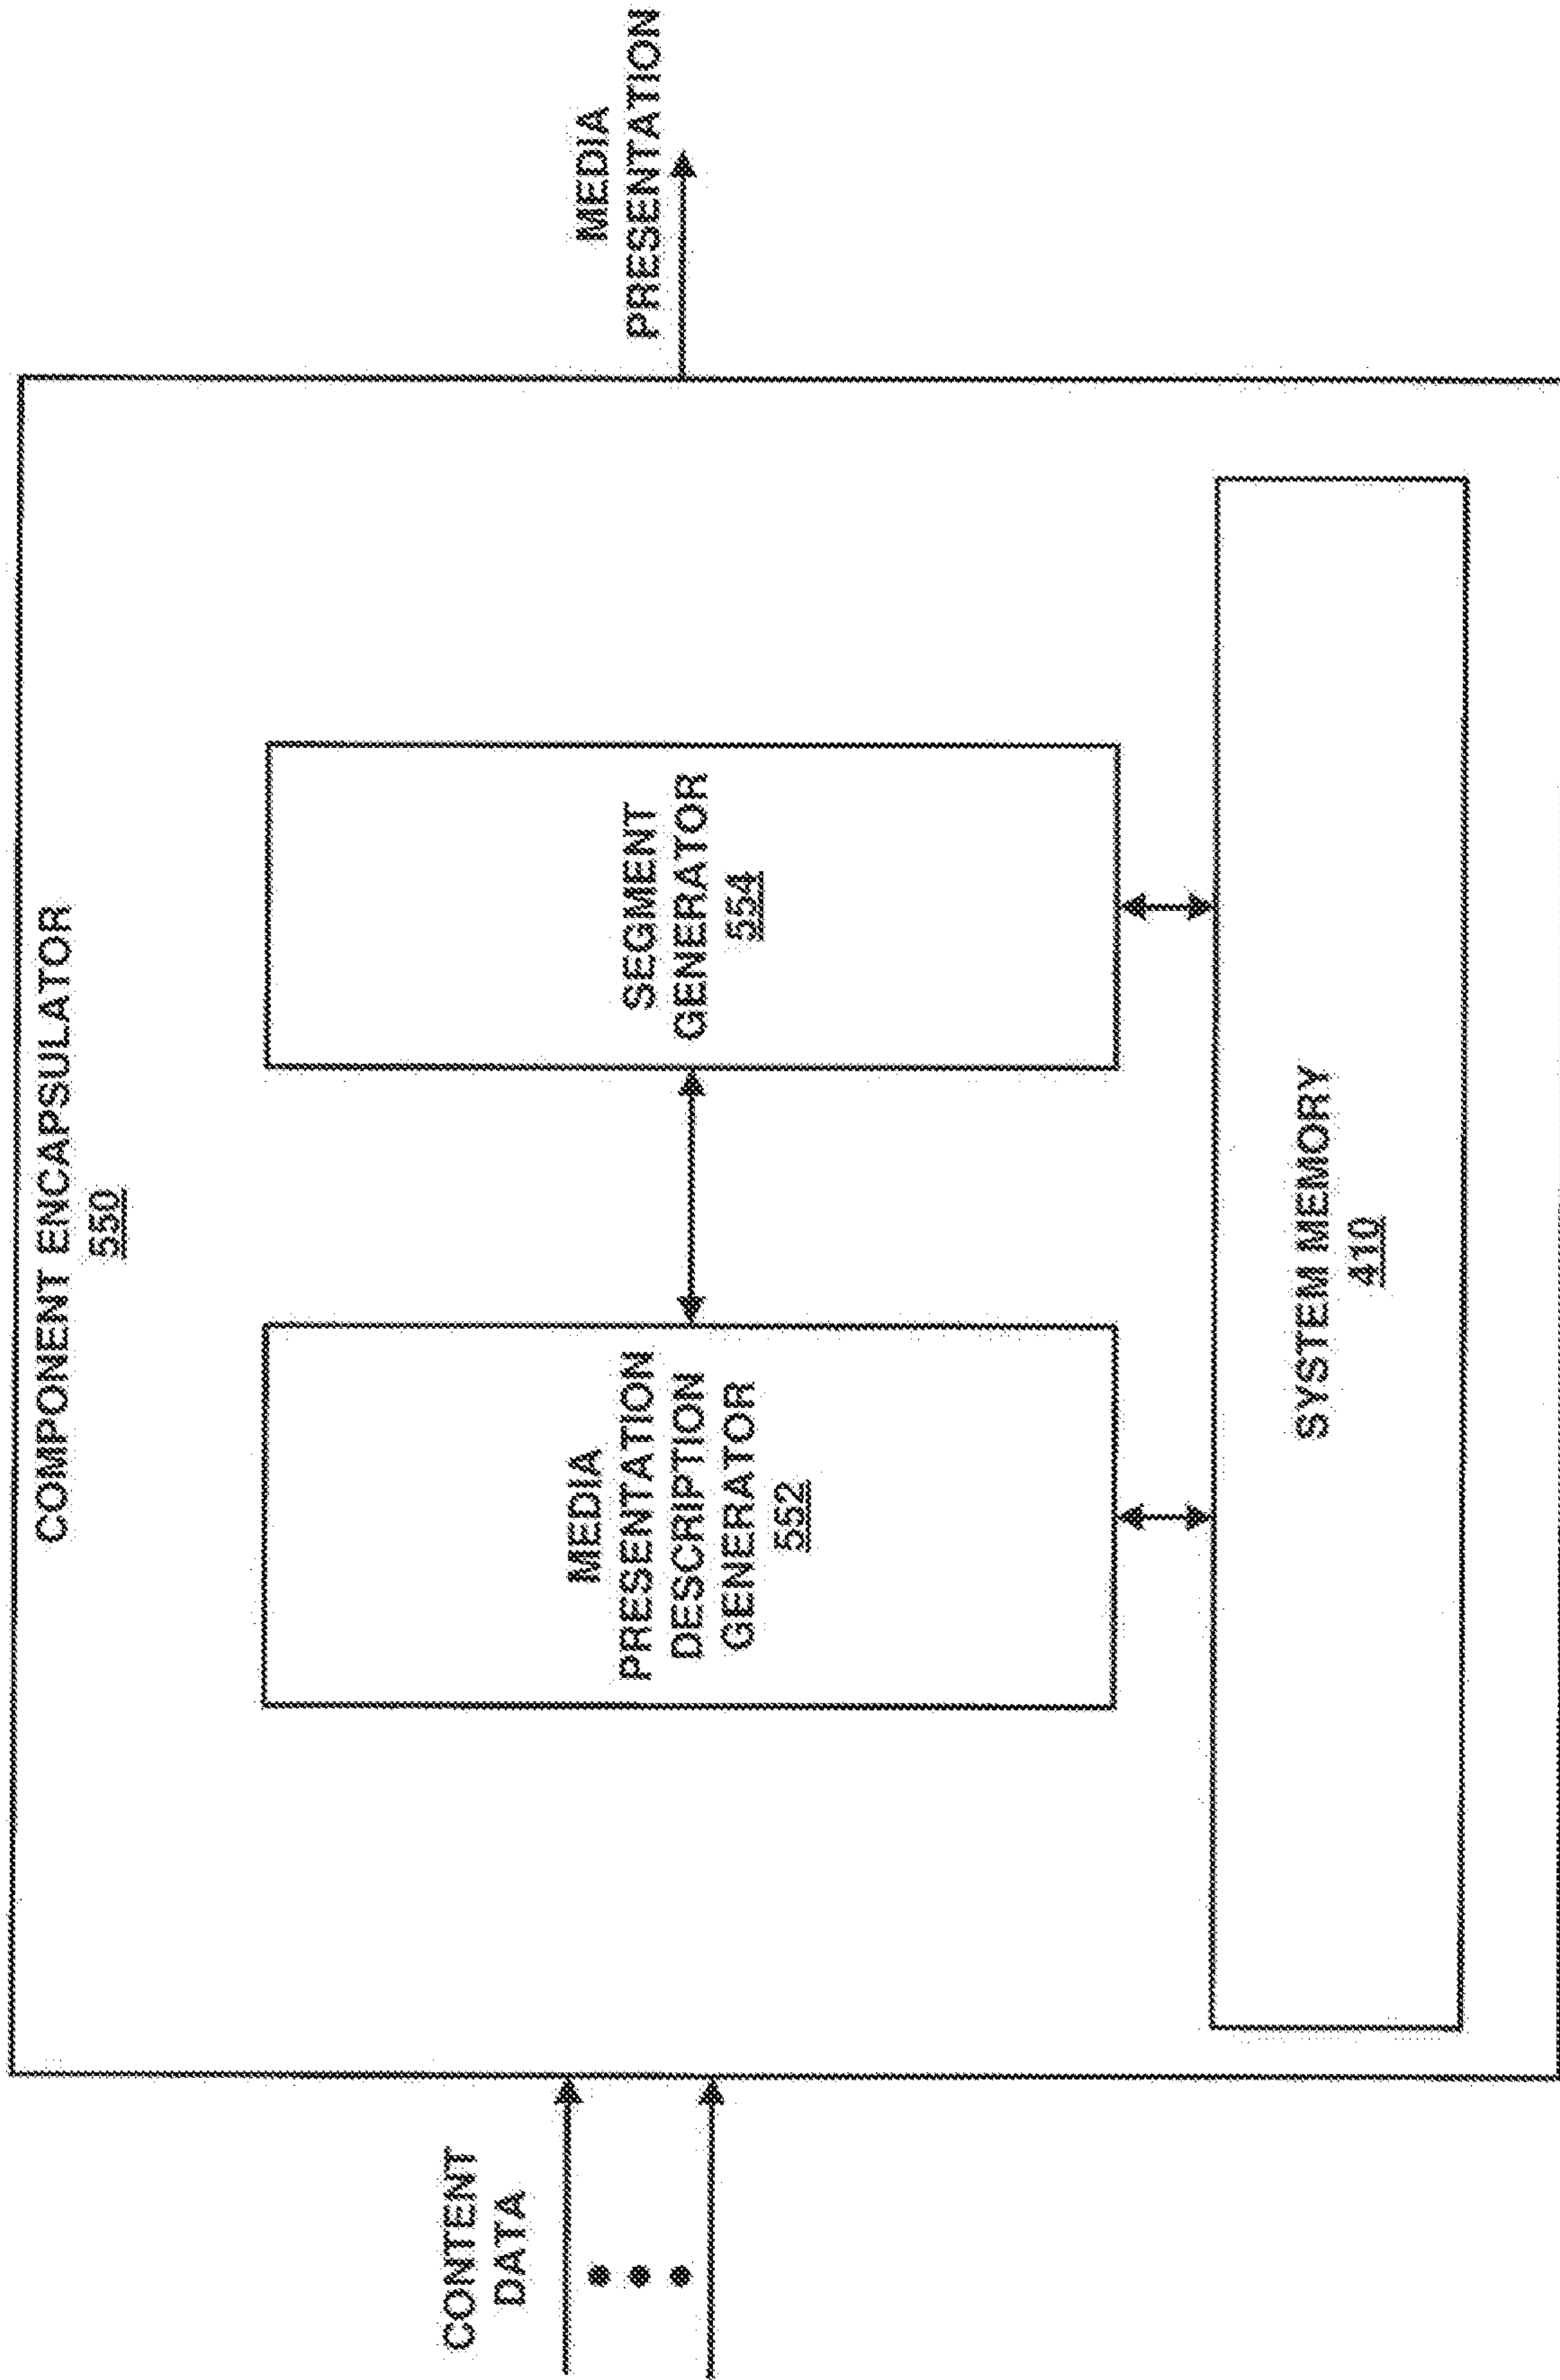 COMPONENT ENCAPSULATOR
550
CONTENT
DATA
MEDIA
PRESENTATION
DESCRIPTION
GENERATOR
552
SEGMENT
GENERATOR
554
MEDIA
PRESENTATION
SYSTEM MEMORY
410